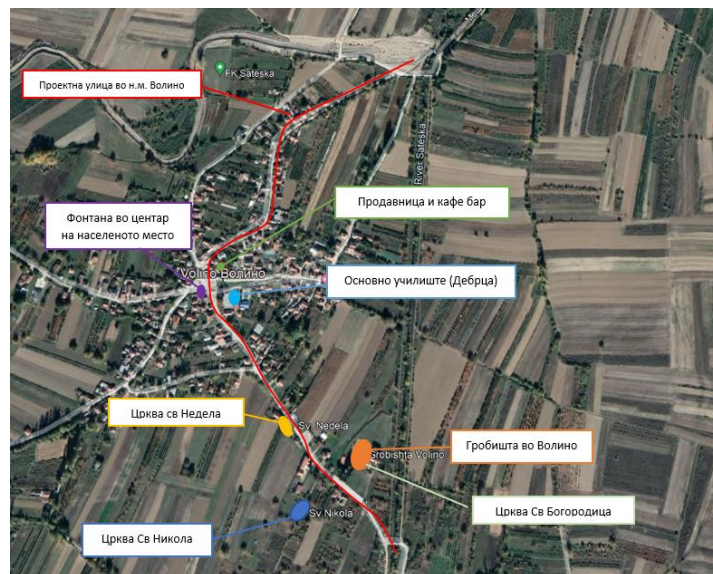 FK Sateska
Проектна улица во н.м. Волино
River Sateska
Продавница и кафе бар
Фонтана во центар
на населеното место
Volino Волино
Основно училиште (Дебрца)
Црква св Недела
Sv. Nedela
Гробишта во Волино
Grobishta Volino
Црква Св Богородица
Sv Nikola
Црква Св Никола